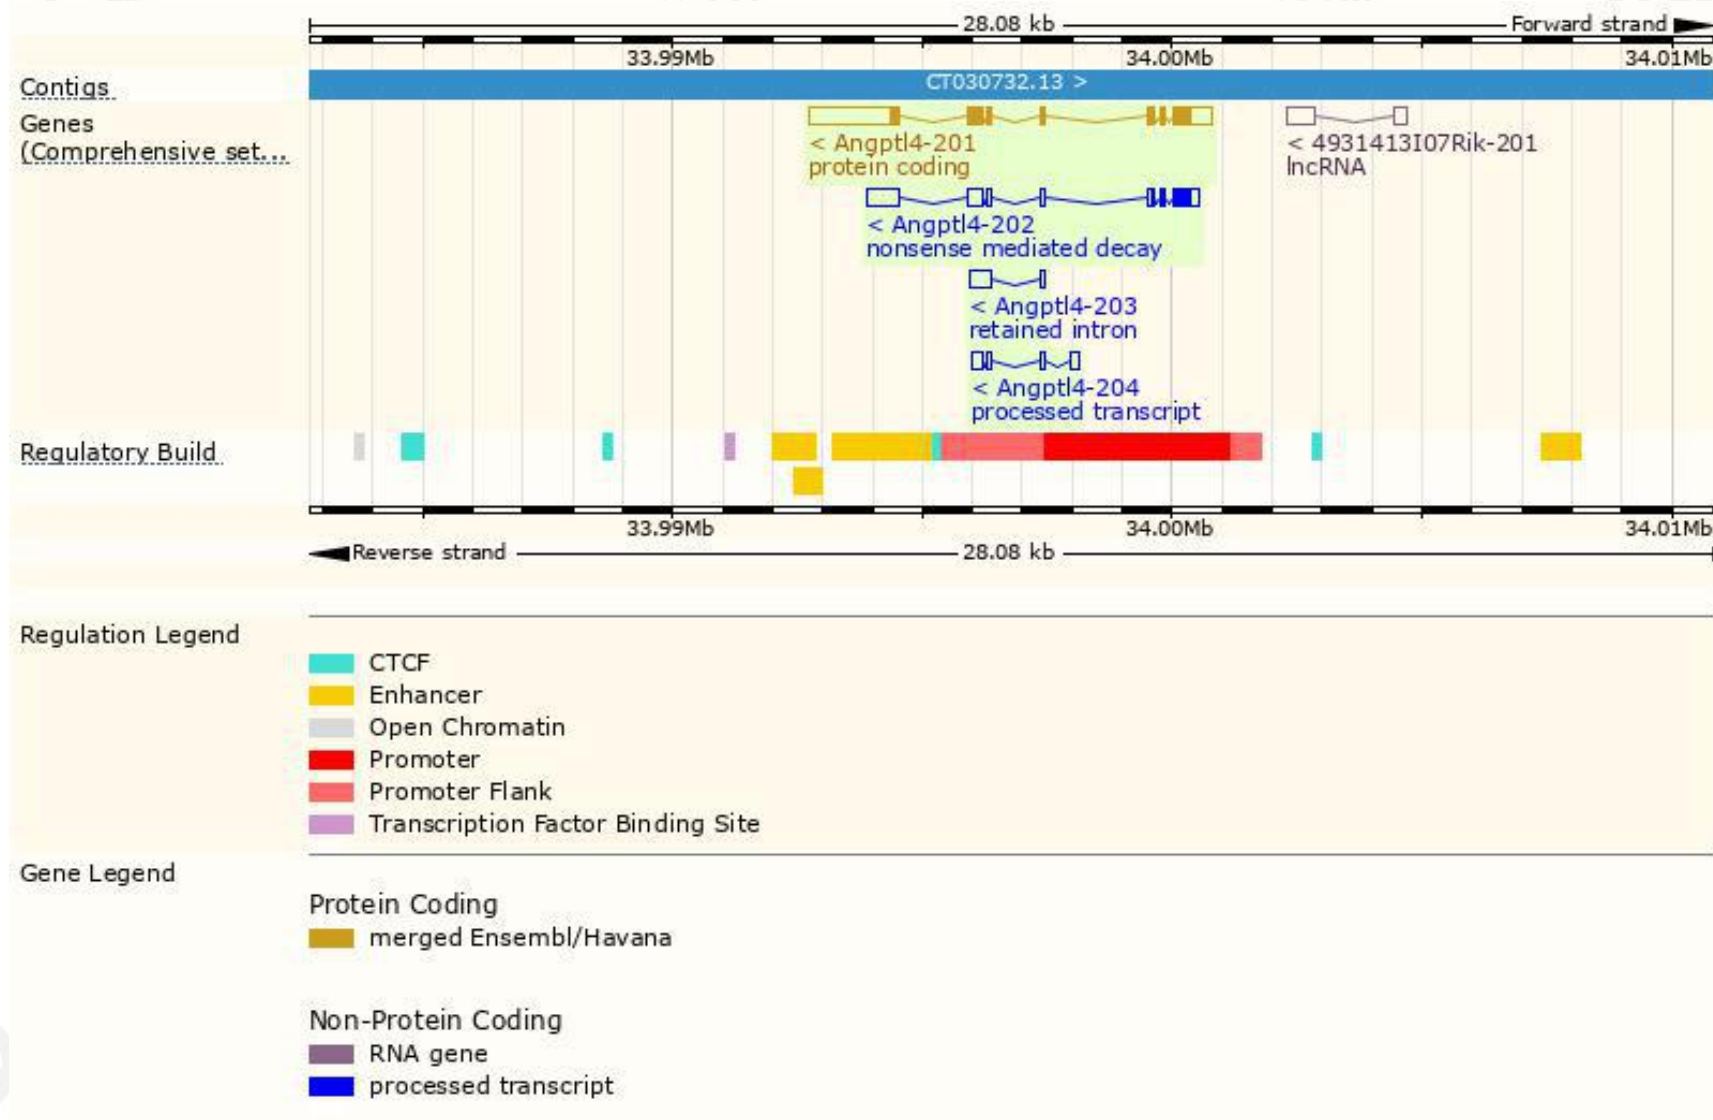 28.08 kb Forward strand
33.99Mb 34.00Mb 34.01Mb
Contigs CT030732.13 >
Genes
(Comprehensive set...
< Angptl4-201
protein coding
< 4931413I07Rik-201
lncRNA
< Angptl4-202
nonsense mediated decay
< Angptl4-203
retained intron
< Angptl4-204
processed transcript
Regulatory Build
33.99Mb 34.00Mb 34.01Mb
Reverse strand 28.08 kb
Regulation Legend
CTCF
Enhancer
Open Chromatin
Promoter
Promoter Flank
Transcription Factor Binding Site
Gene Legend
Protein Coding
merged Ensembl/Havana
Non-Protein Coding
RNA gene
processed transcript